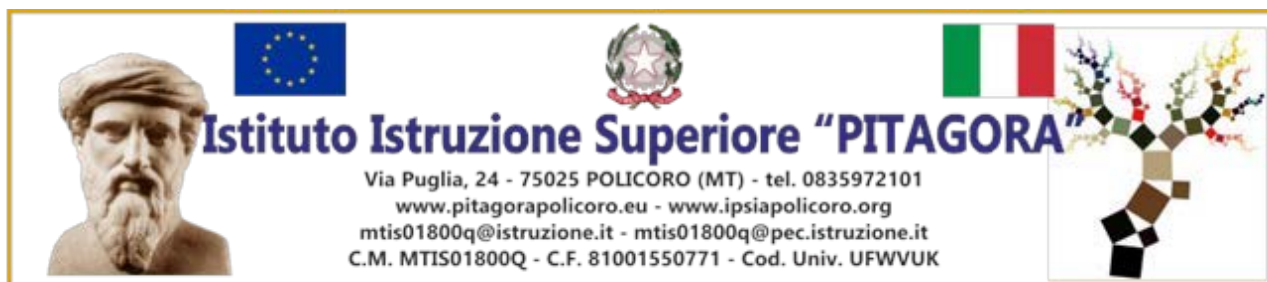 Istituto Istruzione Superiore “PITAGORA”
Via Puglia, 24 - 75025 POLICORO (MT) - tel. 0835972101
www.pitagorapolicoro.eu - www.ipsiapolicoro.org
mtis01800q@istruzione.it - mtis01800q@pec.istruzione.it
C.M. MTIS01800Q - C.F. 81001550771 - Cod. Univ. UFWVUK